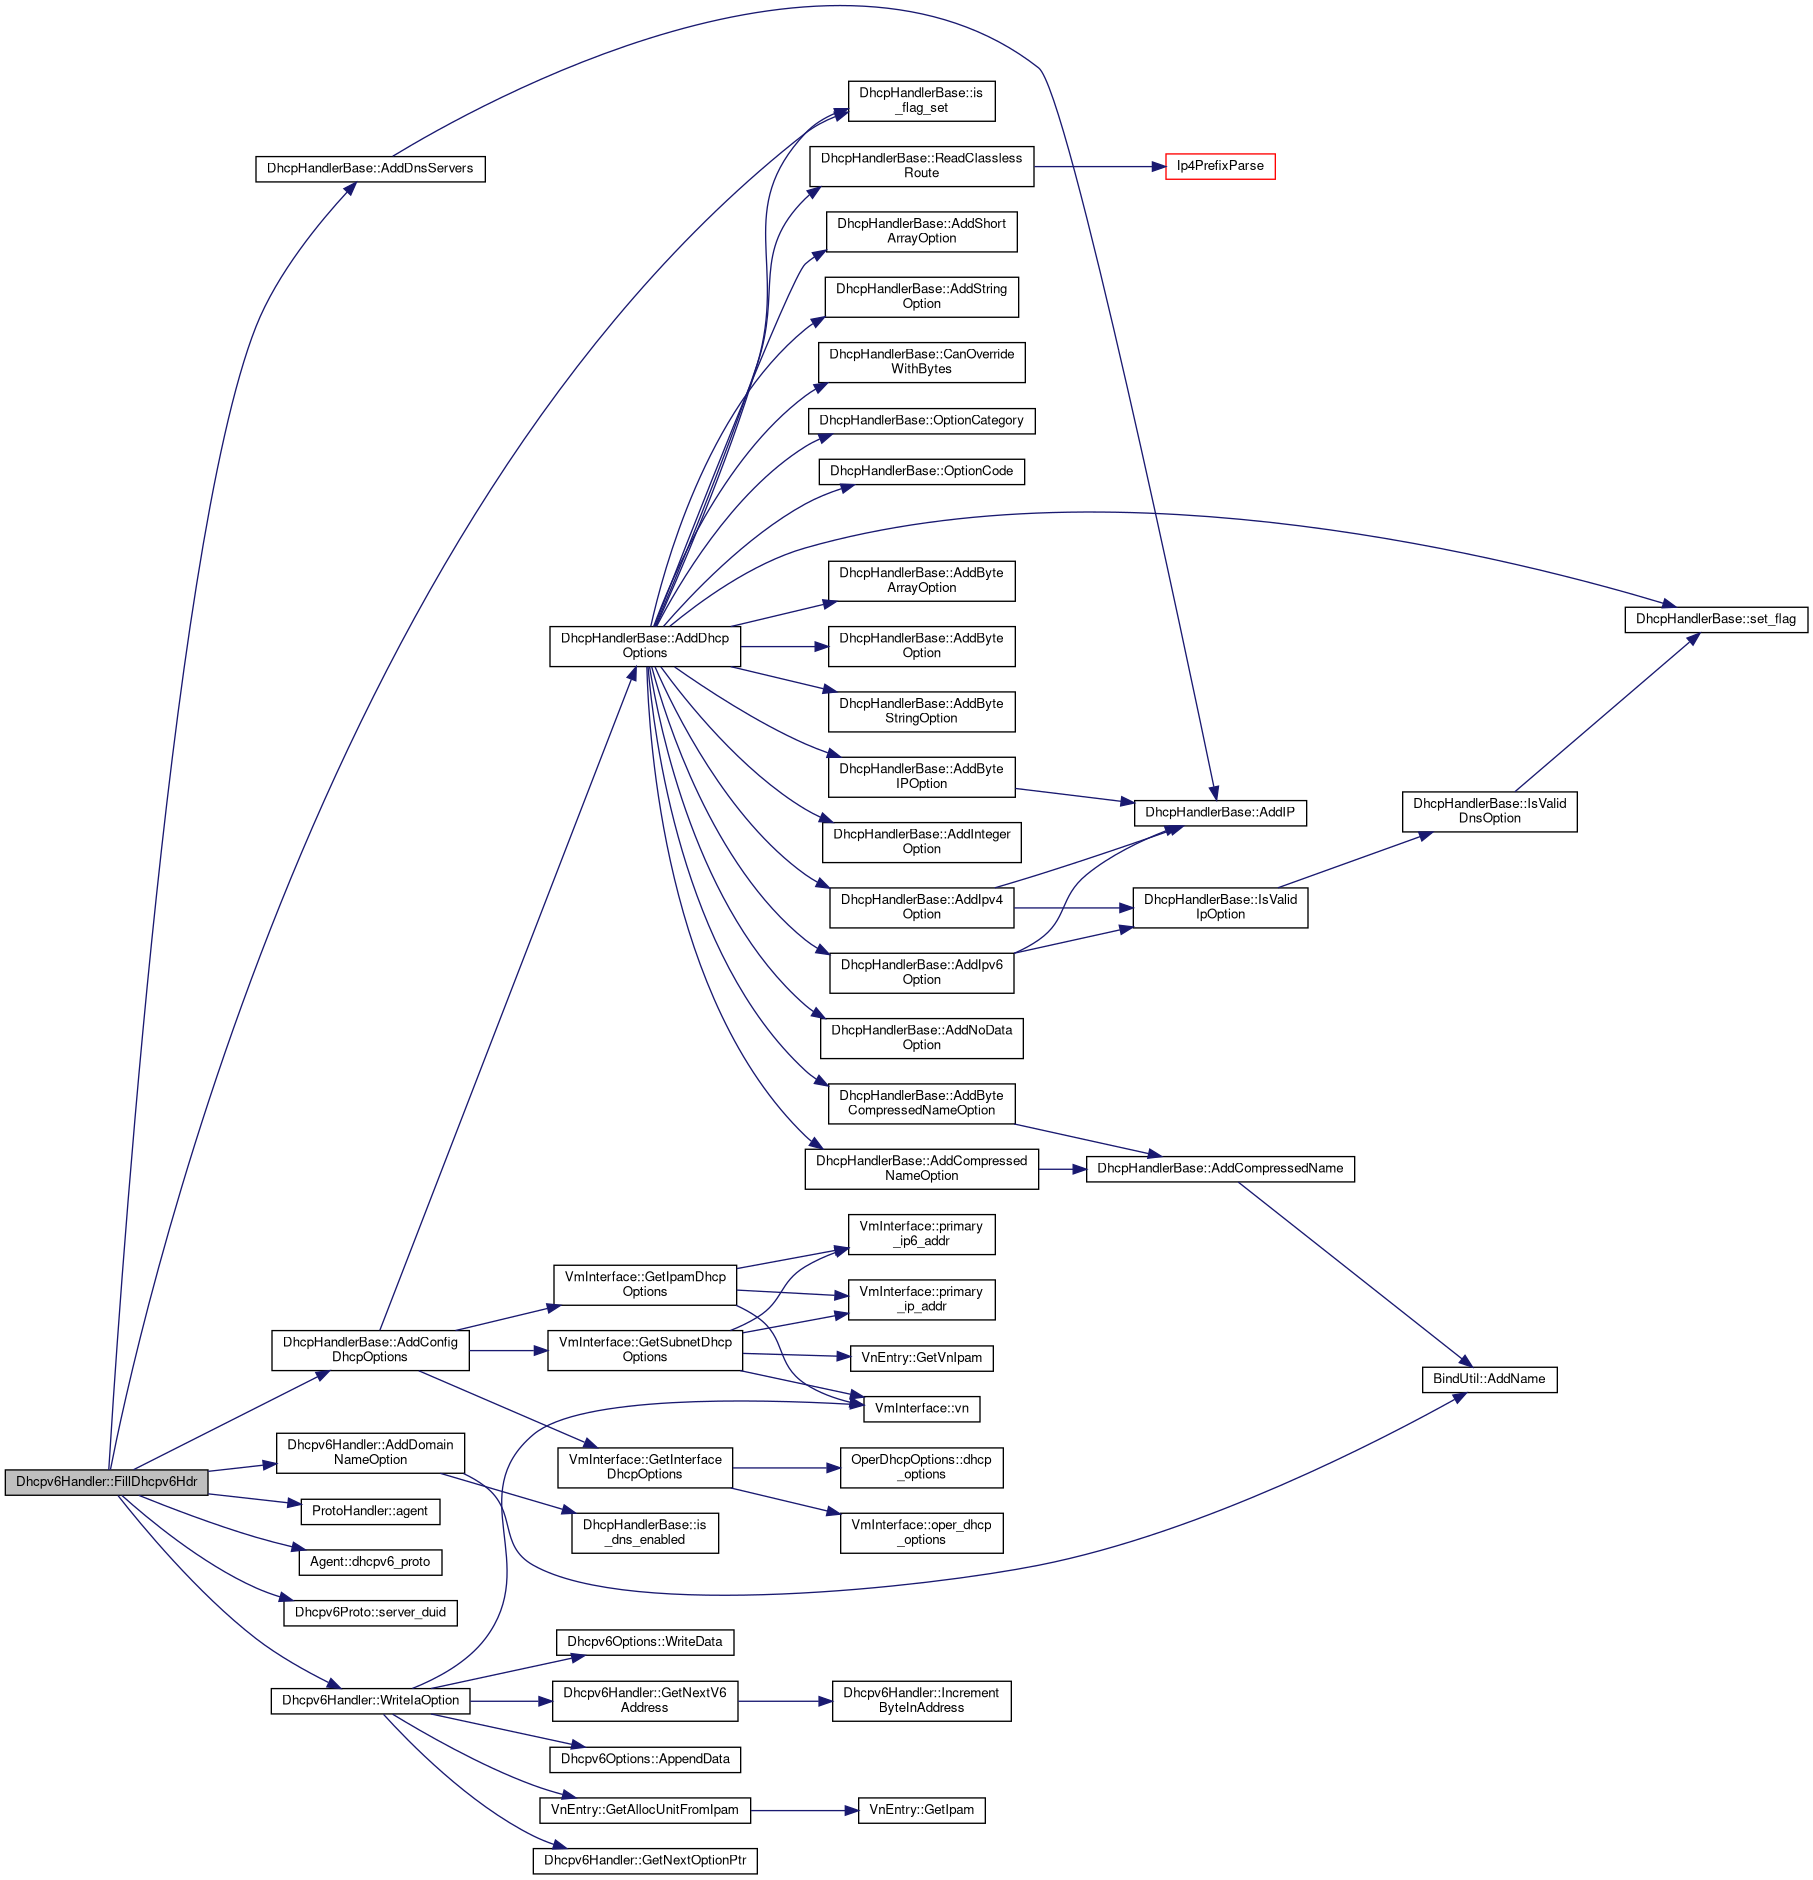 DhcpHandlerBase::is
_flag_set
DhcpHandlerBase::ReadClassless
Route
Ip4PrefixParse
DhcpHandlerBase::AddDnsServers
DhcpHandlerBase::AddShort
ArrayOption
DhcpHandlerBase::AddString
Option
DhcpHandlerBase::CanOverride
WithBytes
DhcpHandlerBase::OptionCategory
DhcpHandlerBase::OptionCode
DhcpHandlerBase::AddByte
ArrayOption
DhcpHandlerBase::set_flag
DhcpHandlerBase::AddDhcp
Options
DhcpHandlerBase::AddByte
Option
DhcpHandlerBase::AddByte
StringOption
DhcpHandlerBase::AddByte
IPOption
DhcpHandlerBase::AddIP
DhcpHandlerBase::IsValid
DnsOption
DhcpHandlerBase::AddInteger
Option
DhcpHandlerBase::AddIpv4
Option
DhcpHandlerBase::IsValid
IpOption
DhcpHandlerBase::AddIpv6
Option
DhcpHandlerBase::AddNoData
Option
DhcpHandlerBase::AddByte
CompressedNameOption
DhcpHandlerBase::AddCompressed
NameOption
DhcpHandlerBase::AddCompressedName
VmInterface::primary
_ip6_addr
VmInterface::GetIpamDhcp
Options
VmInterface::primary
_ip_addr
DhcpHandlerBase::AddConfig
DhcpOptions
VmInterface::GetSubnetDhcp
Options
VnEntry::GetVnIpam
BindUtil::AddName
VmInterface::vn
Dhcpv6Handler::AddDomain
NameOption
VmInterface::GetInterface
DhcpOptions
OperDhcpOptions::dhcp
_options
Dhcpv6Handler::FillDhcpv6Hdr
ProtoHandler::agent
DhcpHandlerBase::is
_dns_enabled
VmInterface::oper_dhcp
_options
Agent::dhcpv6_proto
Dhcpv6Proto::server_duid
Dhcpv6Options::WriteData
Dhcpv6Handler::WriteIaOption
Dhcpv6Handler::GetNextV6
Address
Dhcpv6Handler::Increment
ByteInAddress
Dhcpv6Options::AppendData
VnEntry::GetAllocUnitFromIpam
VnEntry::GetIpam
Dhcpv6Handler::GetNextOptionPtr